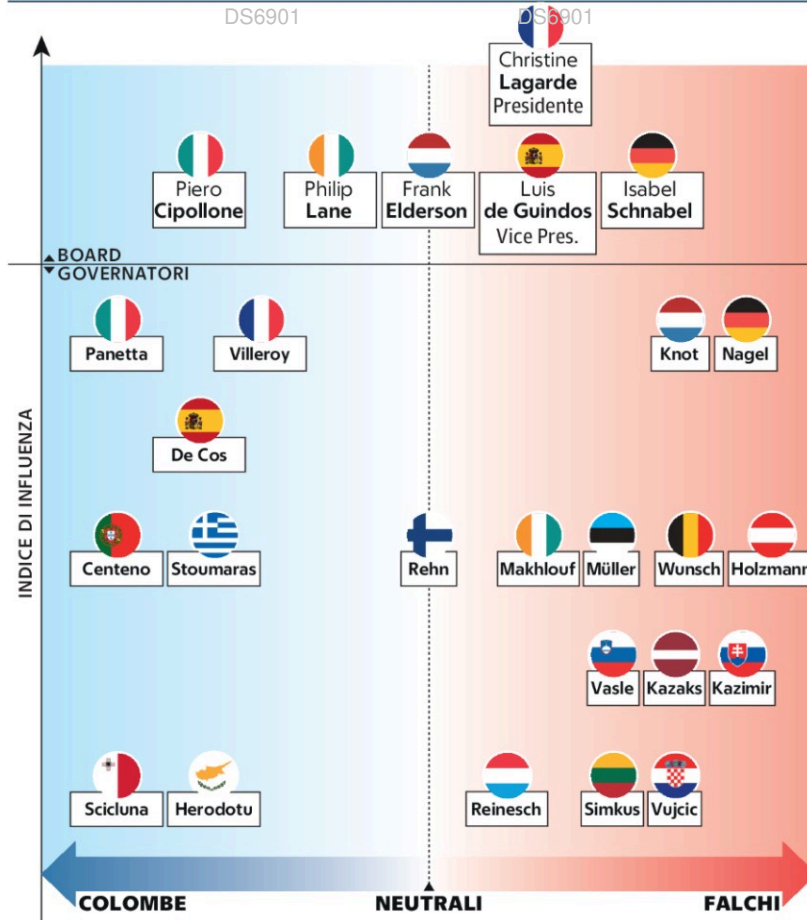 DS6901
DS6901
Christine
Lagarde
Presidente
Piero
Cipollone
Philip
Lane
Frank
Elderson
Luis
de Guindos
Vice Pres.
Isabel
Schnabel
BOARD
GOVERNATORI
INDICE DI INFLUENZA
Panetta
Villeroy
Knot
Nagel
De Cos
Centeno
Stoumaras
Rehn
Makhlouf
Müller
Wunsch
Holzmann
Vasle
Kazaks
Kazimir
Scicluna
Herodotu
Reinesch
Simkus
Vujcic
COLOMBE
NEUTRALI
FALCHI